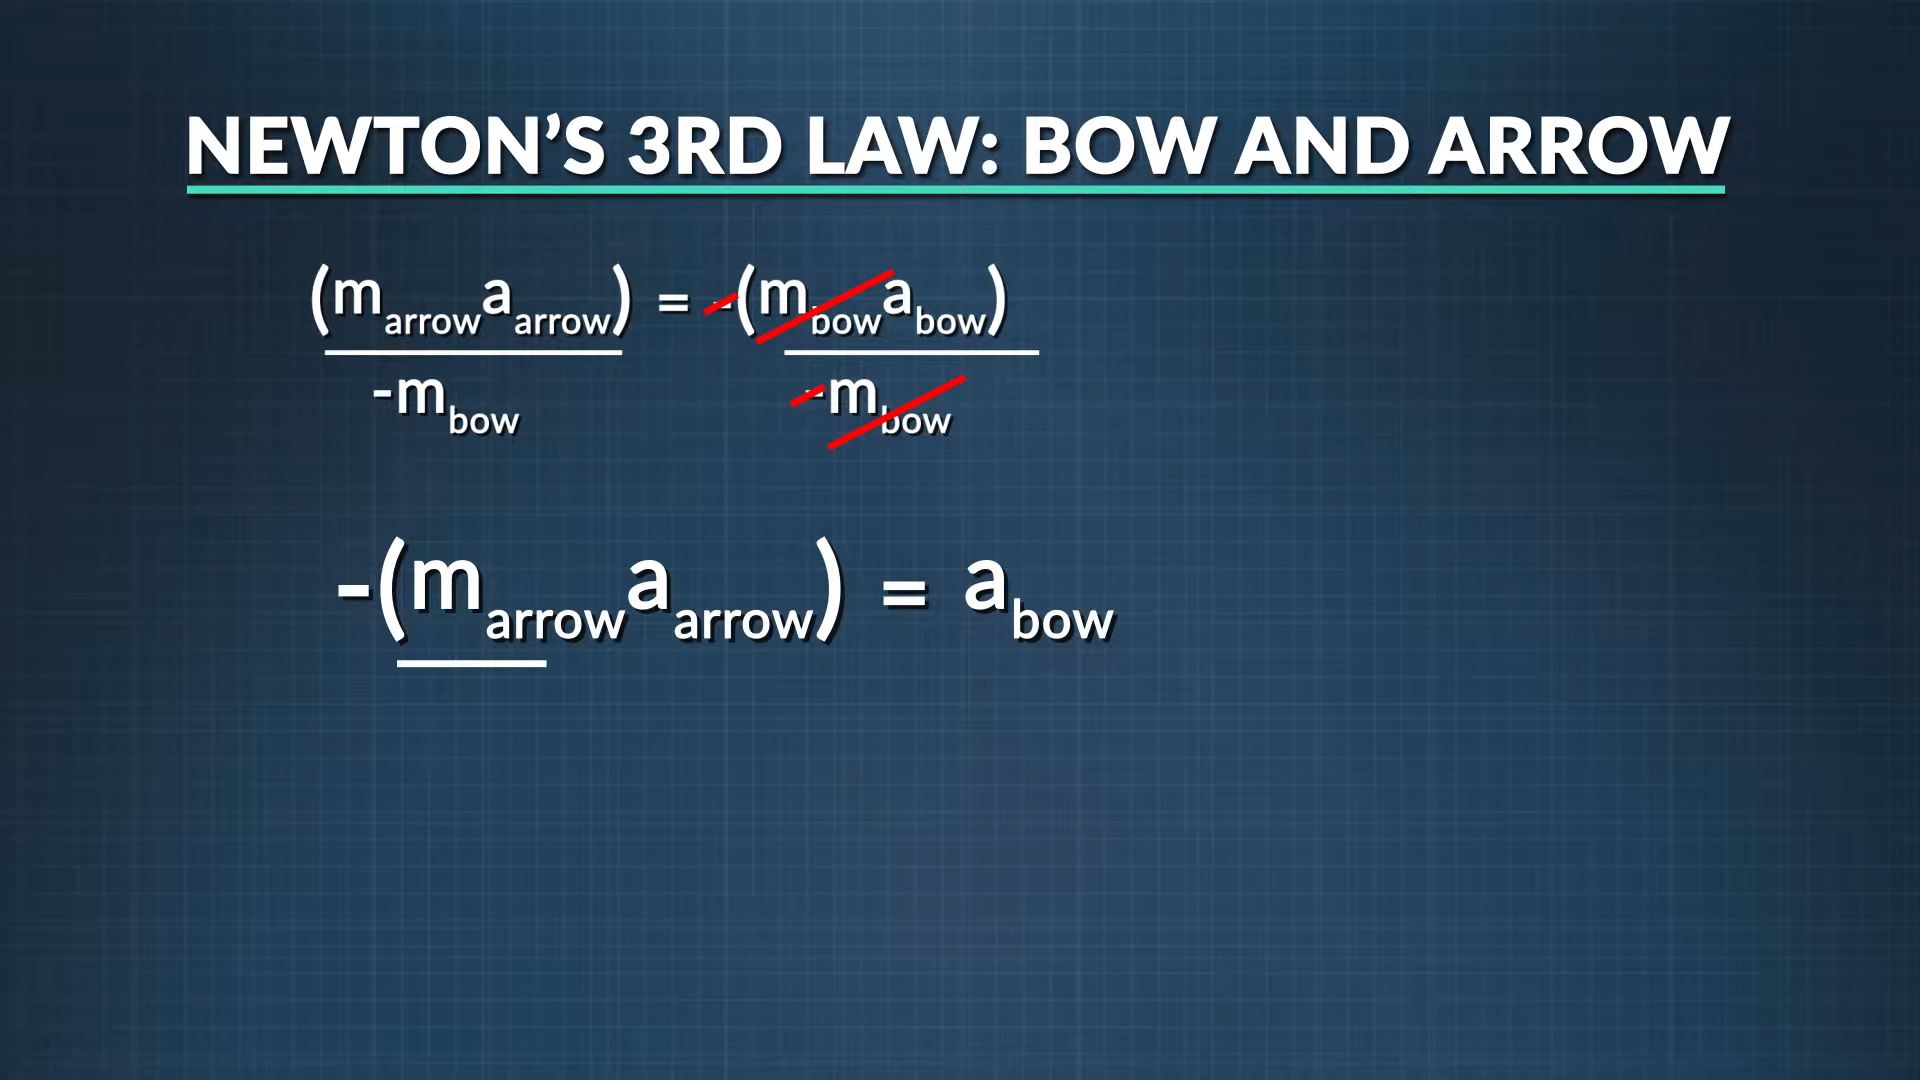 NEWTON’S 3RD LAW: BOW AND ARROW
(m_arrow a_arrow) = -(m_bow a_bow)
-m_bow -m_bow
-(m_arrow a_arrow) = a_bow